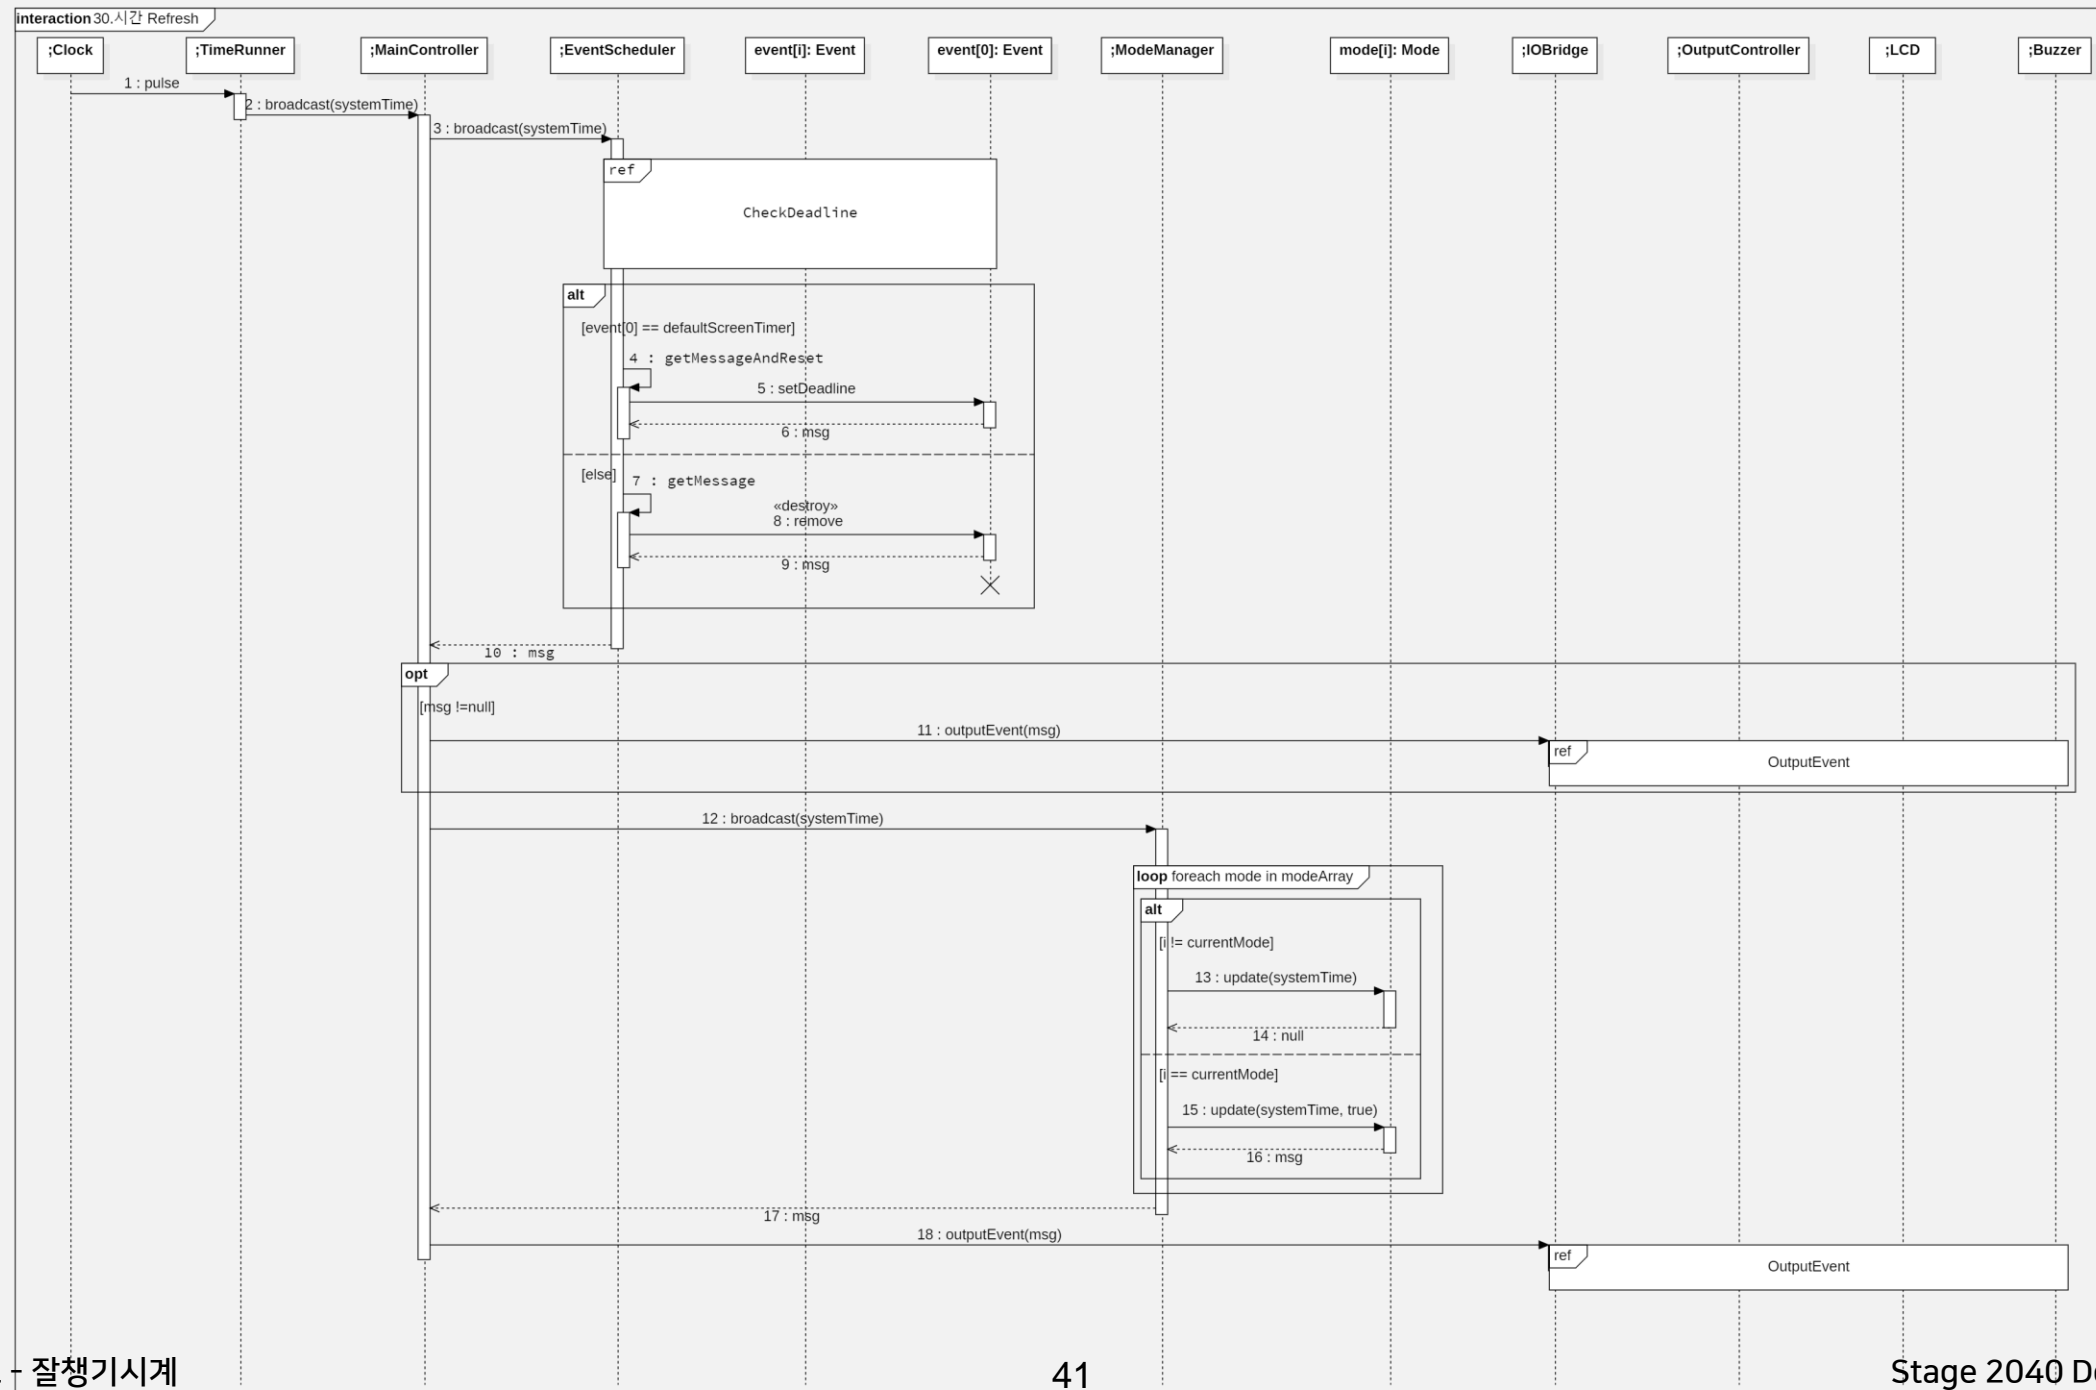 interaction 30.시간 Refresh
;Clock
;TimeRunner
;MainController
;EventScheduler
event[i]: Event
event[0]: Event
;ModeManager
mode[i]: Mode
;IOBridge
;OutputController
;LCD
;Buzzer
1 : pulse
2 : broadcast(systemTime)
3 : broadcast(systemTime)
ref
CheckDeadline
alt
[event[0] == defaultScreenTimer]
4 : getMessageAndReset
5 : setDeadline
6 : msg
[else]
7 : getMessage
«destroy»
8 : remove
9 : msg
10 : msg
opt
[msg !=null]
11 : outputEvent(msg)
ref
OutputEvent
12 : broadcast(systemTime)
loop foreach mode in modeArray
alt
[i != currentMode]
13 : update(systemTime)
14 : null
[i == currentMode]
15 : update(systemTime, true)
16 : msg
17 : msg
18 : outputEvent(msg)
ref
OutputEvent
- 잘챙기시계
41
Stage 2040 D